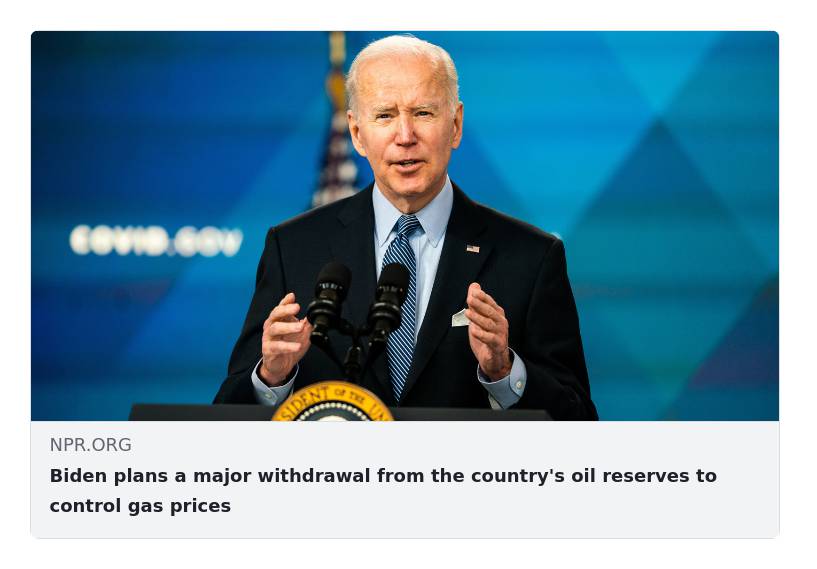 COVID.GOV
SIDENT OF THE UN
NPR.ORG
Biden plans a major withdrawal from the country's oil reserves to
control gas prices